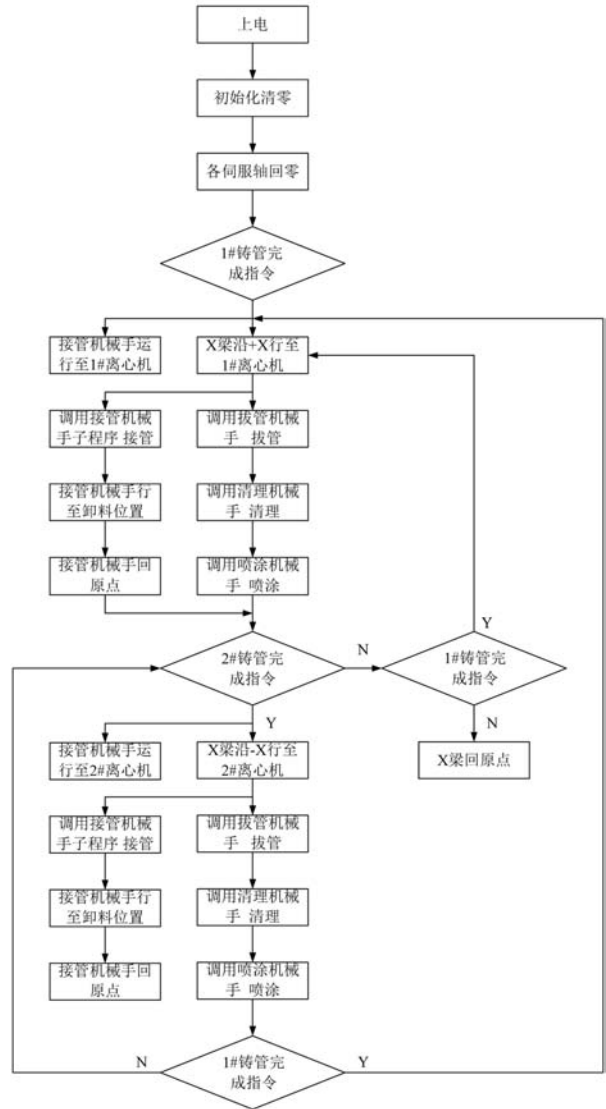 上电
初始化清零
各伺服轴回零
1#铸管完
成指令
接管机械手运
行至1#离心机
X梁沿+X行至
1#离心机
调用接管机械
手子程序 接管
调用拔管机械
手 拔管
接管机械手行
至卸料位置
调用清理机械
手 清理
接管机械手回
原点
调用喷涂机械
手 喷涂
2#铸管完
成指令
N
1#铸管完
成指令
Y
Y
N
接管机械手运
行至2#离心机
X梁沿-X行至
2#离心机
X梁回原点
调用接管机械
手子程序 接管
调用拔管机械
手 拔管
接管机械手行
至卸料位置
调用清理机械
手 清理
接管机械手回
原点
调用喷涂机械
手 喷涂
N
1#铸管完
成指令
Y